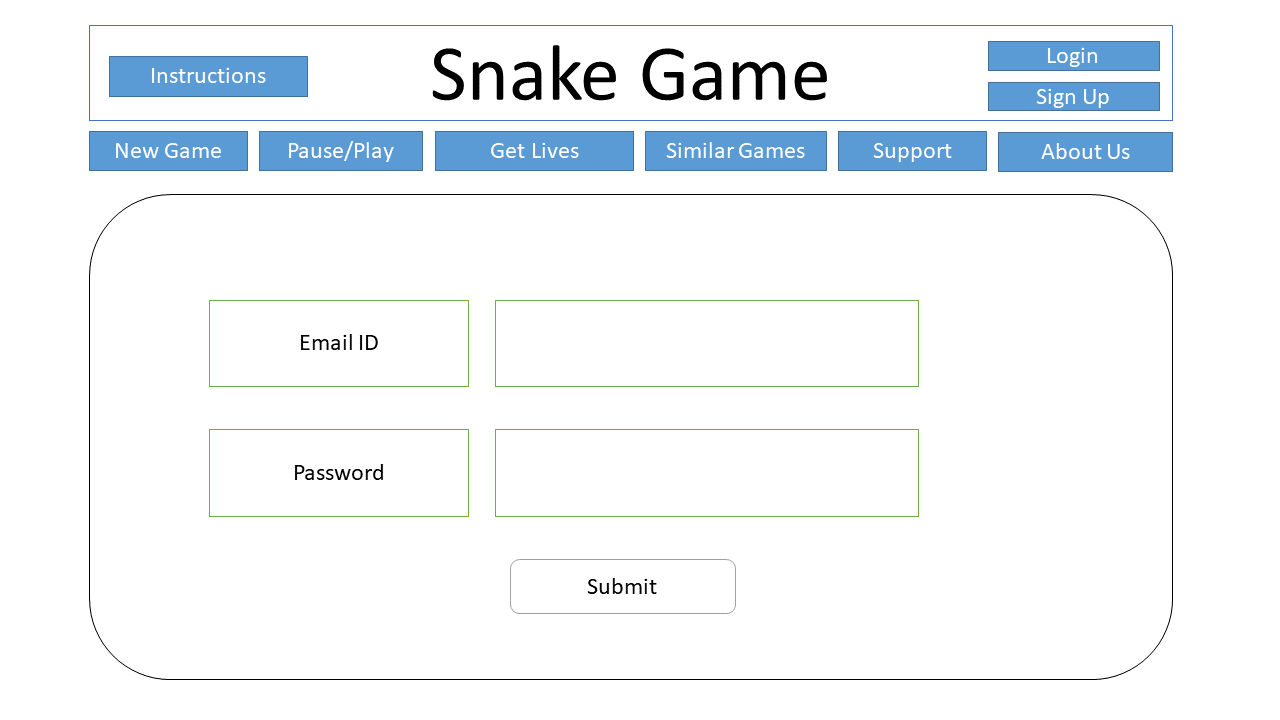 Instructions
Snake Game
Login
Sign Up
New Game
Pause/Play
Get Lives
Similar Games
Support
About Us
Email ID
Password
Submit